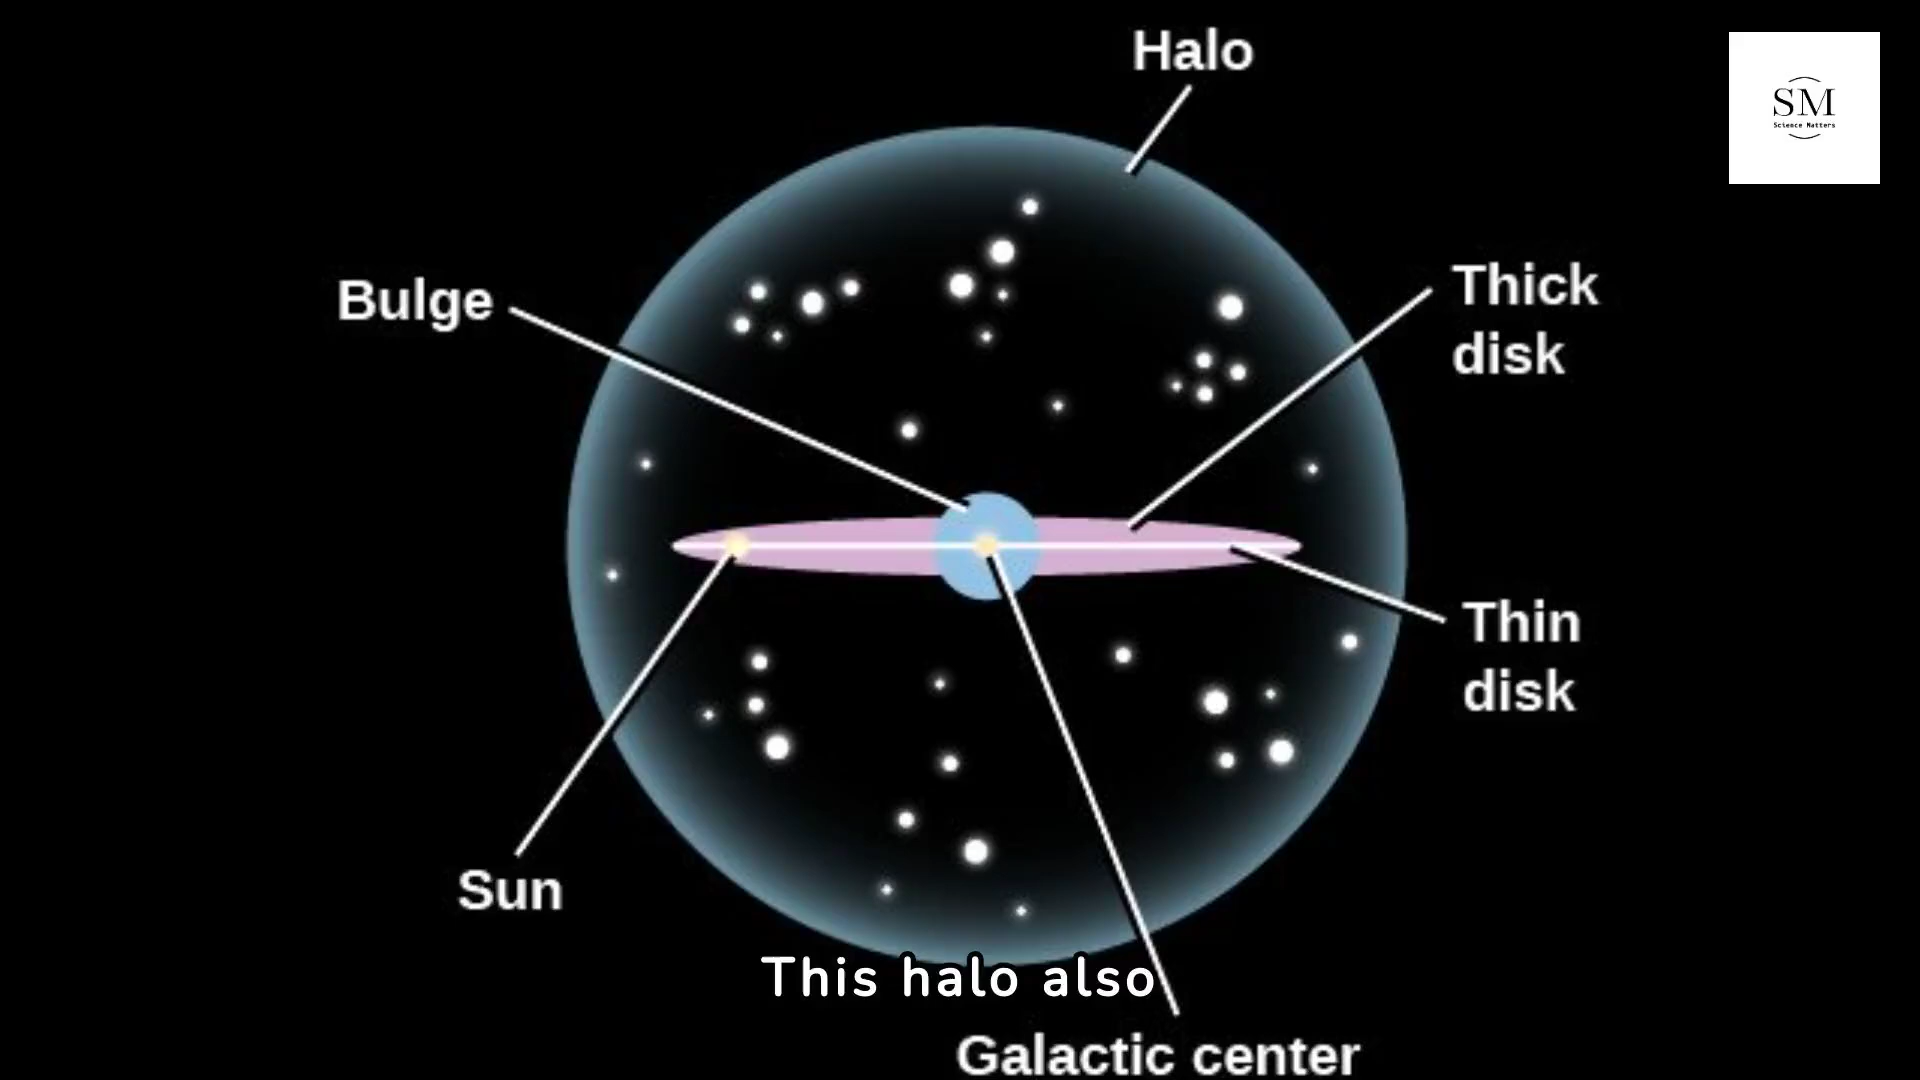 Halo
SM
Science Matters
Bulge
Thick
disk
Thin
disk
Sun
This halo also
Galactic center